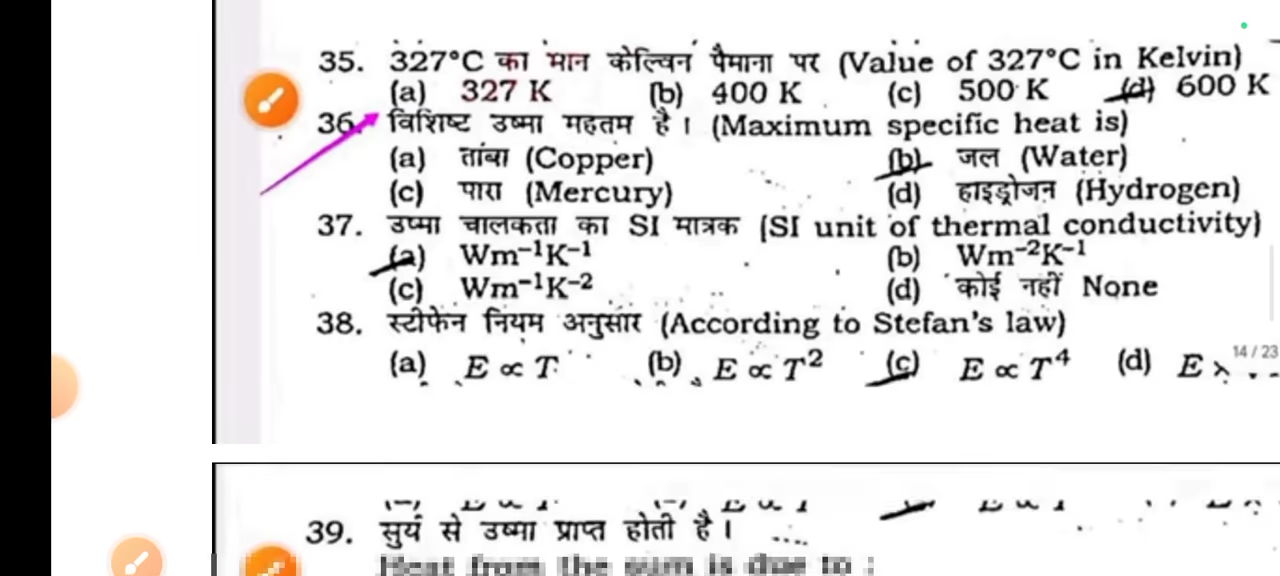 35. 327°C का मान केल्विन पैमाना पर (Value of 327°C in Kelvin)
(a) 327 K (b) 400 K (c) 500 K (d) 600 K
36. विशिष्ट उष्मा महतम है। (Maximum specific heat is)
(a) तांबा (Copper) (b) जल (Water)
(c) पारा (Mercury) (d) हाइड्रोजन (Hydrogen)
37. उष्मा चालकता का SI मात्रक (SI unit of thermal conductivity)
(a) Wm⁻¹K⁻¹ (b) Wm⁻²K⁻¹
(c) Wm⁻¹K⁻² (d) कोई नहीं None
38. स्टीफेन नियम अनुसार (According to Stefan's law)
(a) E ∝ T (b) E ∝ T² (c) E ∝ T⁴ (d) E
14 / 23
39. सुर्य से उष्मा प्राप्त होती है।
Heat from the sum is due to :